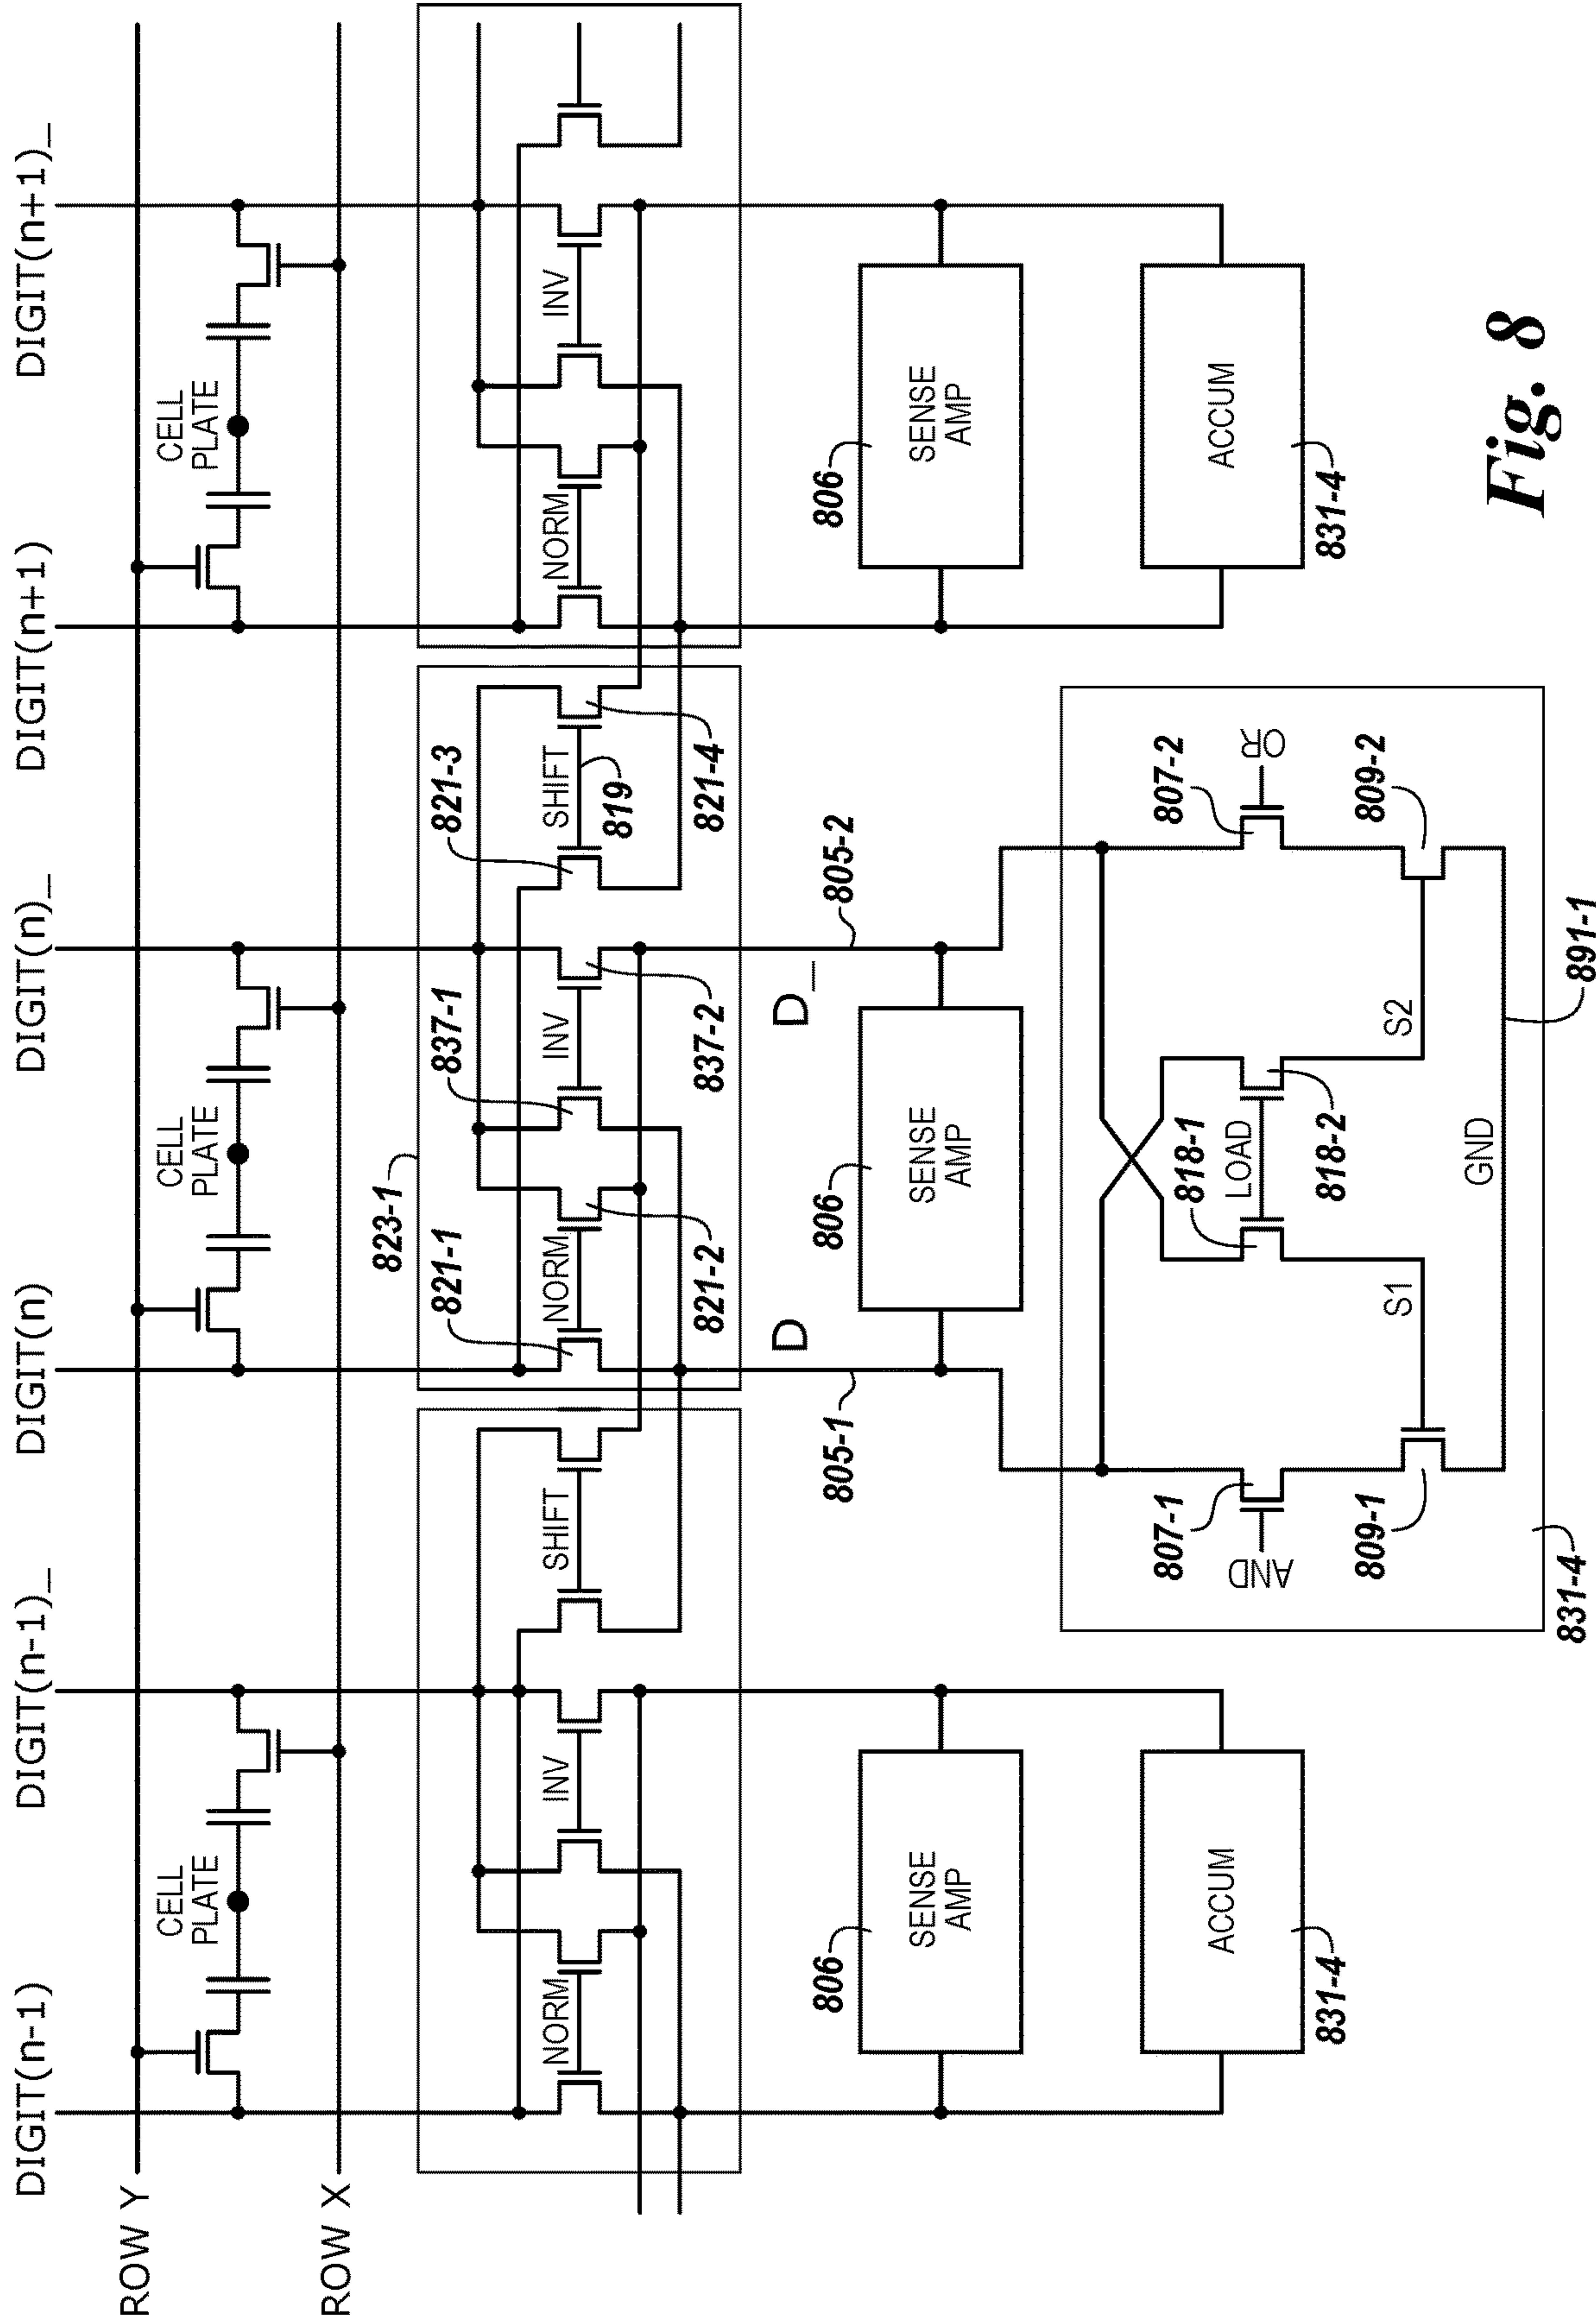 DIGIT(n-1)
DIGIT(n-1)_
DIGIT(n)
DIGIT(n)_
DIGIT(n+1)
DIGIT(n+1)_
ROW Y
CELL
PLATE
CELL
PLATE
CELL
PLATE
ROW X
823-1
821-1
837-1
821-3
NORM
INV
SHIFT
NORM
INV
SHIFT
NORM
INV
819
821-2
837-2
821-4
D
D_
806
805-1
806
805-2
806
SENSE
AMP
SENSE
AMP
SENSE
AMP
807-1
818-1
807-2
ACCUM
AND
LOAD
OR
ACCUM
831-4
818-2
831-4
809-1
S1
S2
809-2
GND
831-4
891-1
Fig. 8